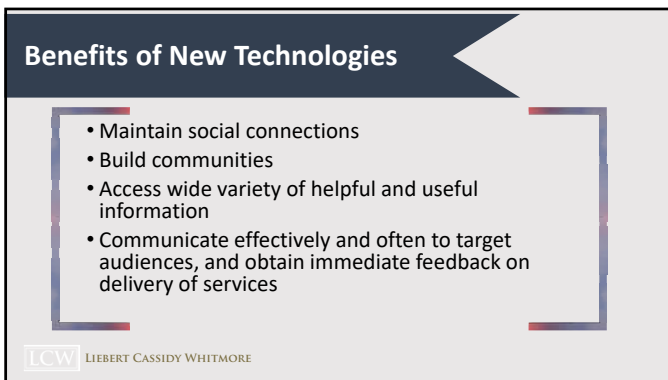 Benefits of New Technologies
• Maintain social connections
• Build communities
• Access wide variety of helpful and useful
information
• Communicate effectively and often to target
audiences, and obtain immediate feedback on
delivery of services
LCW LIEBERT CASSIDY WHITMORE